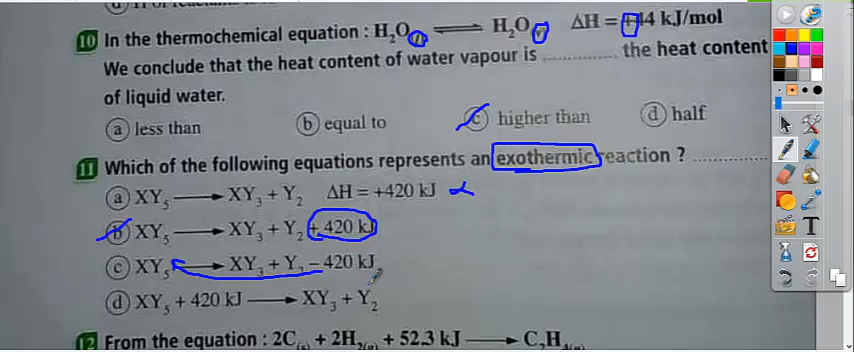 10 In the thermochemical equation : H₂O(l) ⇌ H₂O(v) ΔH = +44 kJ/mol
We conclude that the heat content of water vapour is ............. the heat content
of liquid water.
(a) less than (b) equal to (c) higher than (d) half
11 Which of the following equations represents an exothermic reaction ? .............
(a) XY₅ ⟶ XY₃ + Y₂ ΔH = +420 kJ
(b) XY₅ ⟶ XY₃ + Y₂ + 420 kJ
(c) XY₅ ⟶ XY₃ + Y₂ – 420 kJ
(d) XY₅ + 420 kJ ⟶ XY₃ + Y₂
12 From the equation : 2C(s) + 2H₂(g) + 52.3 kJ ⟶ C₂H₄(g)
T